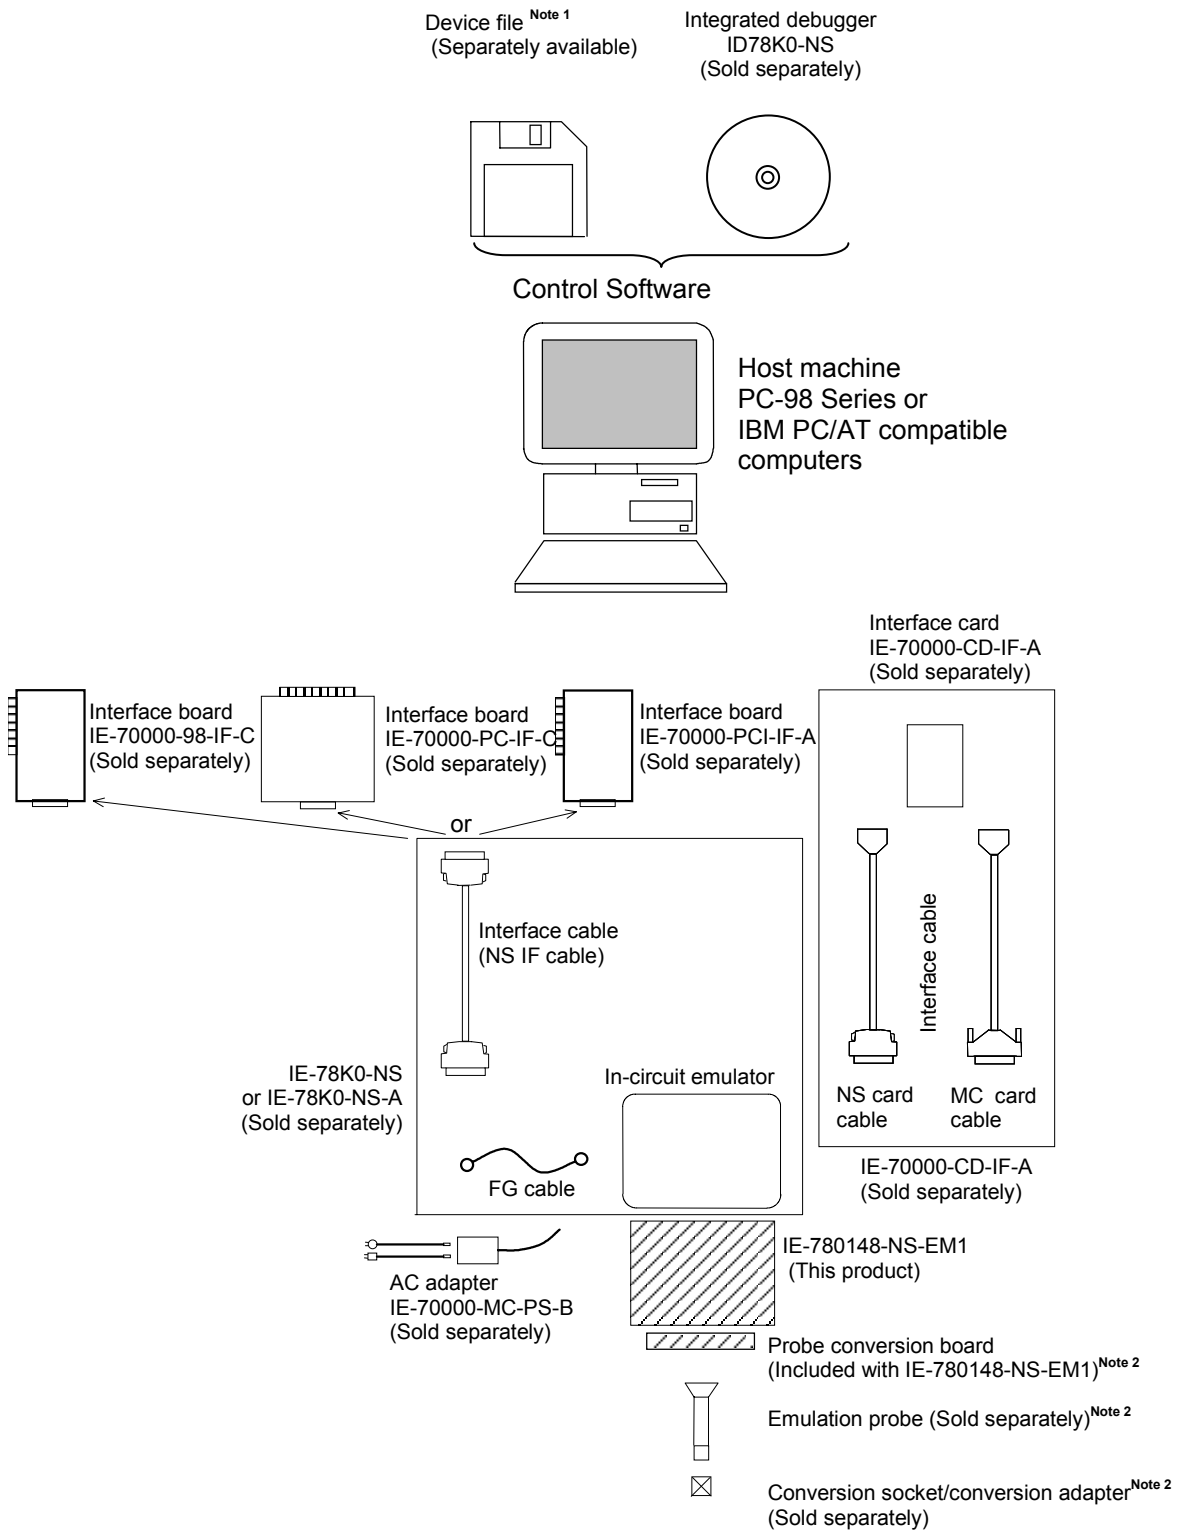 Device file Note 1
(Separately available)
Integrated debugger
ID78K0-NS
(Sold separately)
Control Software
Host machine
PC-98 Series or
IBM PC/AT compatible
computers
Interface card
IE-70000-CD-IF-A
(Sold separately)
Interface board
IE-70000-98-IF-C
(Sold separately)
Interface board
IE-70000-PC-IF-C
(Sold separately)
Interface board
IE-70000-PCI-IF-A
(Sold separately)
or
Interface cable
(NS IF cable)
Interface cable
IE-78K0-NS
or IE-78K0-NS-A
(Sold separately)
In-circuit emulator
NS card
cable
MC card
cable
FG cable
IE-70000-CD-IF-A
(Sold separately)
AC adapter
IE-70000-MC-PS-B
(Sold separately)
IE-780148-NS-EM1
(This product)
Probe conversion board
(Included with IE-780148-NS-EM1)Note 2
Emulation probe (Sold separately)Note 2
Conversion socket/conversion adapterNote 2
(Sold separately)